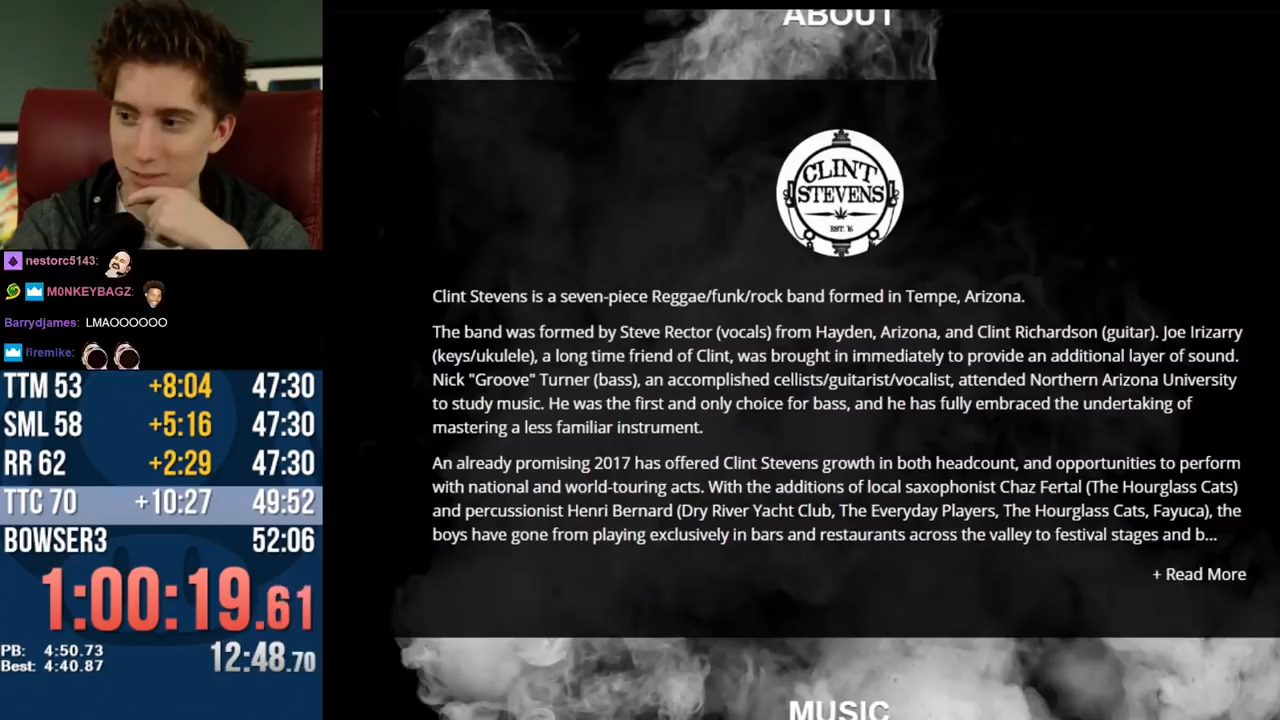 ABOUT
CLINT
STEVENS
EST. 16
Clint Stevens is a seven-piece Reggae/funk/rock band formed in Tempe, Arizona.
The band was formed by Steve Rector (vocals) from Hayden, Arizona, and Clint Richardson (guitar). Joe Irizarry
(keys/ukulele), a long time friend of Clint, was brought in immediately to provide an additional layer of sound.
Nick "Groove" Turner (bass), an accomplished cellists/guitarist/vocalist, attended Northern Arizona University
to study music. He was the first and only choice for bass, and he has fully embraced the undertaking of
mastering a less familiar instrument.
An already promising 2017 has offered Clint Stevens growth in both headcount, and opportunities to perform
with national and world-touring acts. With the additions of local saxophonist Chaz Fertal (The Hourglass Cats)
and percussionist Henri Bernard (Dry River Yacht Club, The Everyday Players, The Hourglass Cats, Fayuca), the
boys have gone from playing exclusively in bars and restaurants across the valley to festival stages and b...
+ Read More
MUSIC
nestorc5143:
M0NKEYBAGZ:
Barrydjames: LMAOOOOOO
firemike:
TTM 53 +8:04 47:30
SML 58 +5:16 47:30
RR 62 +2:29 47:30
TTC 70 +10:27 49:52
BOWSER3 52:06
1:00:19.61
PB: 4:50.73
Best: 4:40.87
12:48.70